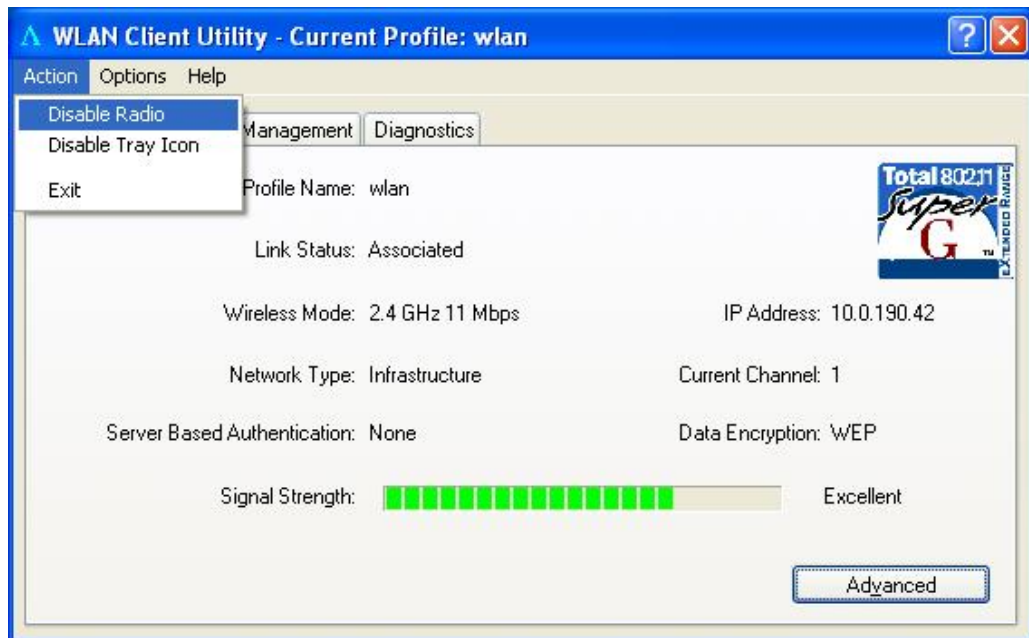 WLAN Client Utility - Current Profile: wlan
Action Options Help
Disable Radio
Disable Tray Icon
Exit
Management Diagnostics
Profile Name: wlan
Link Status: Associated
Wireless Mode: 2.4 GHz 11 Mbps
IP Address: 10.0.190.42
Network Type: Infrastructure
Current Channel: 1
Server Based Authentication: None
Data Encryption: WEP
Signal Strength:
Excellent
Total 802.11
Super
G ™
EXTENDED RANGE
Advanced